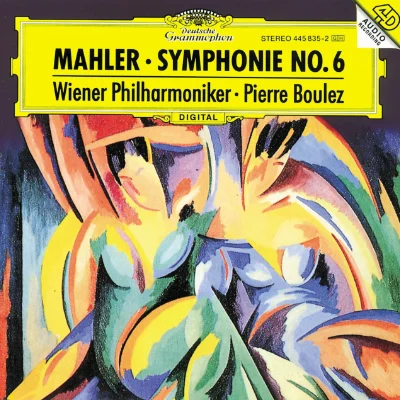 Deutsche
Grammophon
STEREO 445 835-2
MAHLER · SYMPHONIE NO. 6
Wiener Philharmoniker · Pierre Boulez
DIGITAL
4D
AUDIO
RECORDING